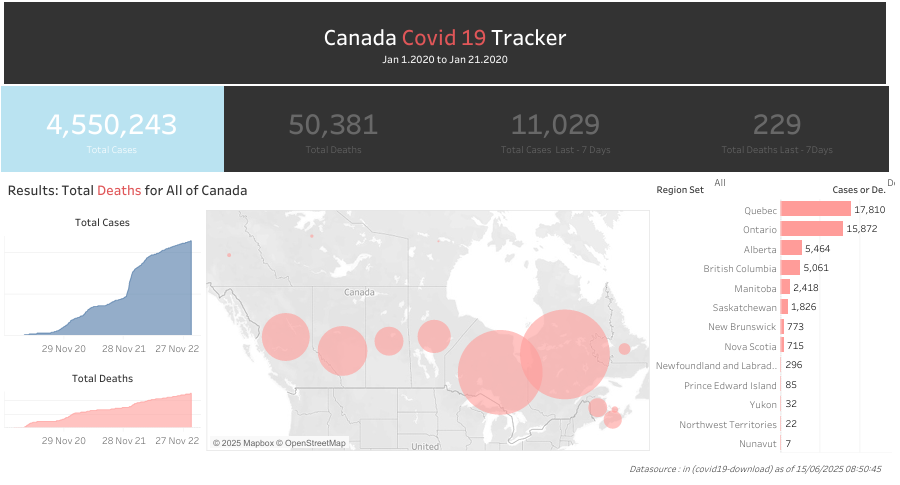 Canada Covid 19 Tracker
Jan 1.2020 to Jan 21.2020
4,550,243
Total Cases
50,381
Total Deaths
11,029
Total Cases Last - 7 Days
229
Total Deaths Last - 7Days
Results: Total Deaths for All of Canada
Total Cases
29 Nov 20 28 Nov 21 27 Nov 22
Total Deaths
29 Nov 20 28 Nov 21 27 Nov 22
Canada
United
© 2025 Mapbox © OpenStreetMap
All
Region Set Cases or De.
Quebec 17,810
Ontario 15,872
Alberta 5,464
British Columbia 5,061
Manitoba 2,418
Saskatchewan 1,826
New Brunswick 773
Nova Scotia 715
Newfoundland and Labrad.. 296
Prince Edward Island 85
Yukon 32
Northwest Territories 22
Nunavut 7
Datasource : in (covid19-download) as of 15/06/2025 08:50:45